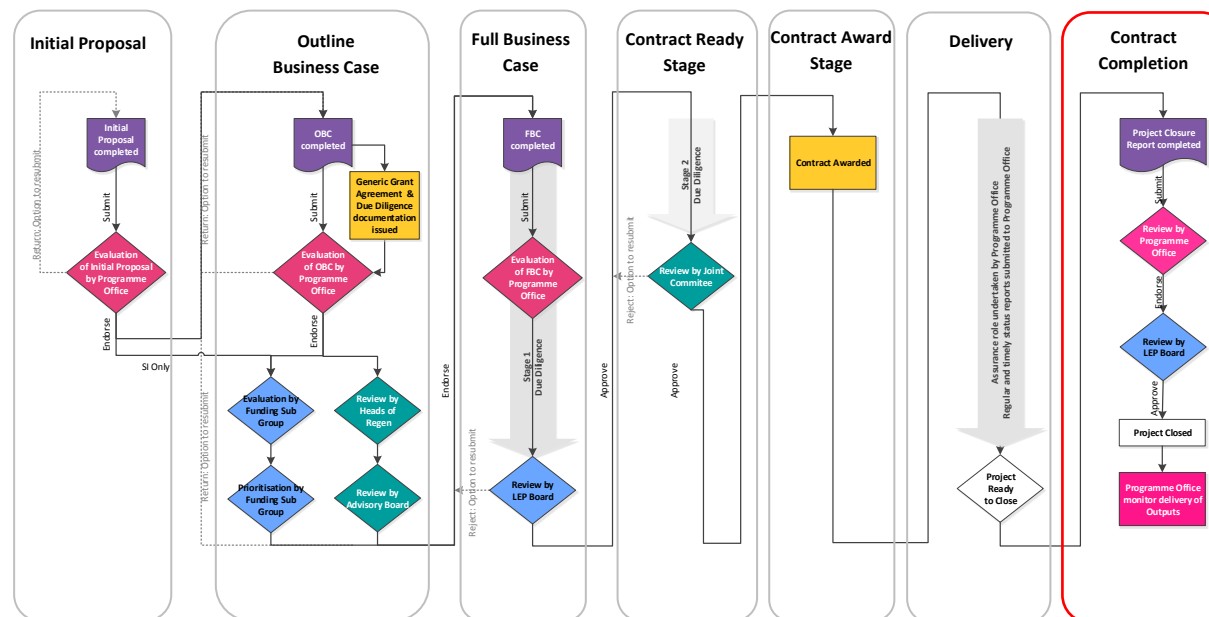 Initial Proposal
Initial
Proposal
completed
Submit
Return: Option to resubmit
Evaluation
of Initial Proposal
by Programme
Office
Endorse
SI Only
Outline
Business Case
OBC
completed
Generic Grant
Agreement &
Due Diligence
documentation
issued
Submit
Return: Option to resubmit
Evaluation
of OBC by
Programme
Office
Endorse
Evaluation by
Funding Sub
Group
Review by
Heads of
Regen
Prioritisation by
Funding Sub
Group
Review by
Advisory Board
Return: Option to resubmit
Endorse
Full Business
Case
FBC
completed
Submit
Evaluation
of FBC by
Programme
Office
Stage 1
Due Diligence
Review by
LEP Board
Reject: Option to resubmit
Approve
Contract Ready
Stage
Stage 2
Due Diligence
Review by Joint
Commitee
Reject: Option to resubmit
Approve
Contract Award
Stage
Contract Awarded
Delivery
Assurance role undertaken by Programme Office
Regular and timely status reports submitted to Programme Office
Project
Ready
to Close
Contract
Completion
Project Closure
Report completed
Submit
Review by
Programme
Office
Endorse
Review by
LEP Board
Approve
Project Closed
Programme Office
monitor delivery of
Outputs